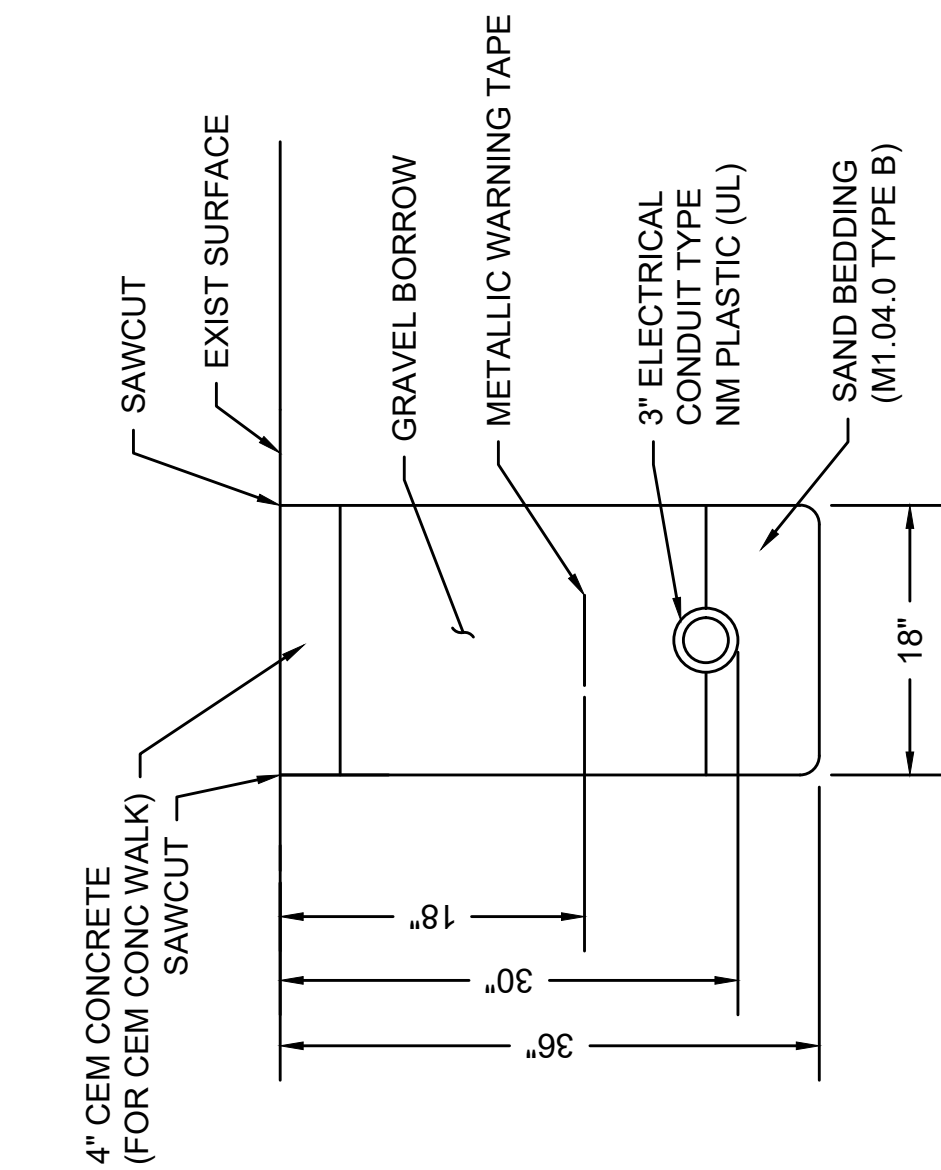 4" CEM CONCRETE
(FOR CEM CONC WALK)
SAWCUT
SAWCUT
EXIST SURFACE
GRAVEL BORROW
METALLIC WARNING TAPE
3" ELECTRICAL
CONDUIT TYPE
NM PLASTIC (UL)
SAND BEDDING
(M1.04.0 TYPE B)
18"
30"
36"
18"